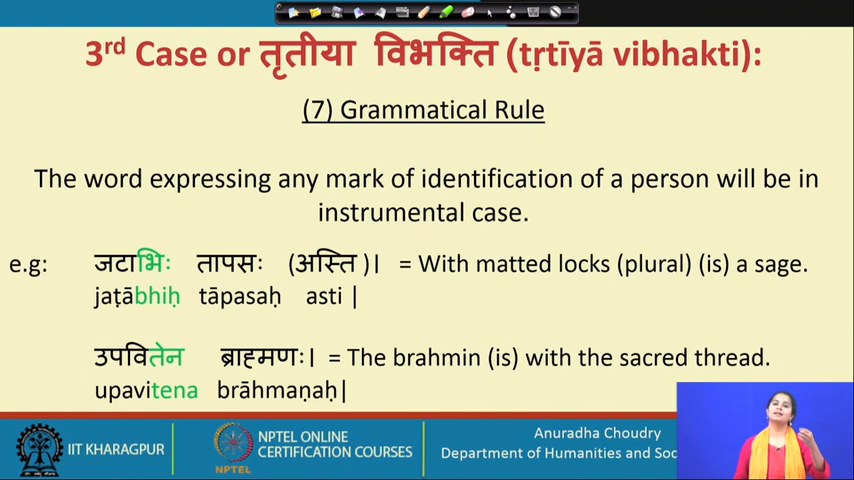 3rd Case or तृतीया विभक्ति (tṛtīyā vibhakti):
(7) Grammatical Rule
The word expressing any mark of identification of a person will be in
instrumental case.
e.g: जटाभिः तापसः (अस्ति )। = With matted locks (plural) (is) a sage.
jaṭābhiḥ tāpasaḥ asti |
उपवितेन ब्राह्मणः। = The brahmin (is) with the sacred thread.
upavitena brāhmaṇaḥ|
IIT KHARAGPUR
NPTEL
NPTEL ONLINE
CERTIFICATION COURSES
Anuradha Choudry
Department of Humanities and Soc